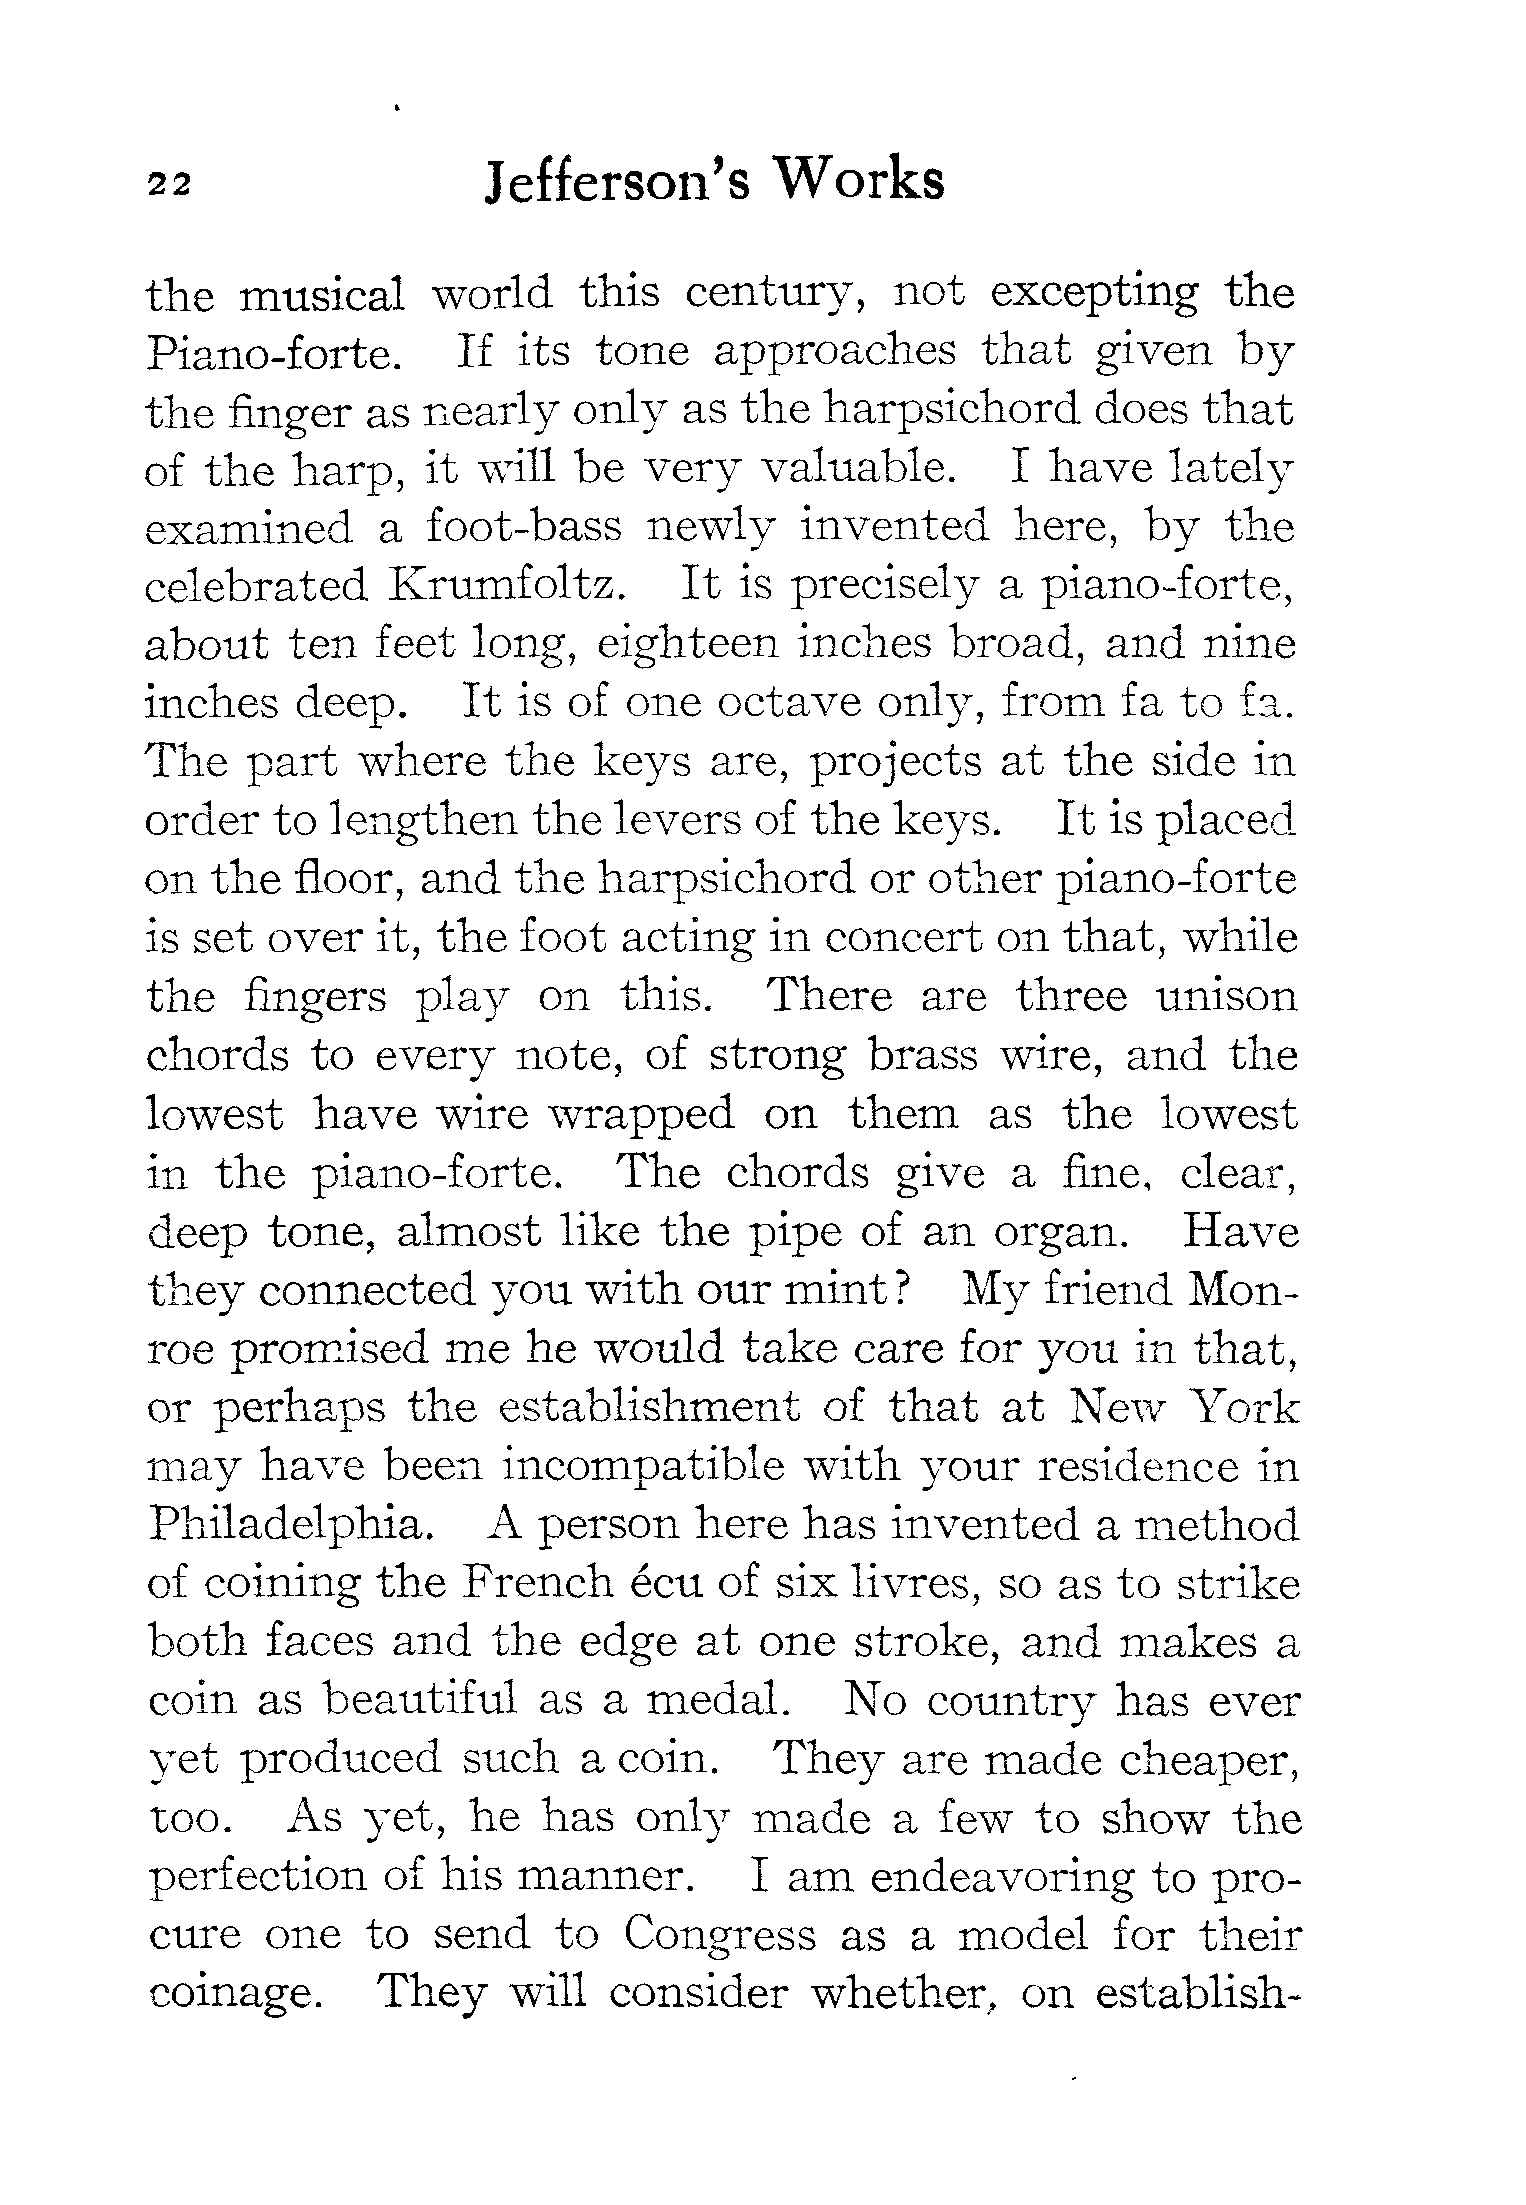 22 Jefferson's Works
the musical world this century, not excepting the
Piano-forte. If its tone approaches that given by
the finger as nearly only as the harpsichord does that
of the harp, it will be very valuable. I have lately
examined a foot-bass newly invented here, by the
celebrated Krumfoltz. It is precisely a piano-forte,
about ten feet long, eighteen inches broad, and nine
inches deep. It is of one octave only, from fa to fa.
The part where the keys are, projects at the side in
order to lengthen the levers of the keys. It is placed
on the floor, and the harpsichord or other piano-forte
is set over it, the foot acting in concert on that, while
the fingers play on this. There are three unison
chords to every note, of strong brass wire, and the
lowest have wire wrapped on them as the lowest
in the piano-forte. The chords give a fine, clear,
deep tone, almost like the pipe of an organ. Have
they connected you with our mint? My friend Mon-
roe promised me he would take care for you in that,
or perhaps the establishment of that at New York
may have been incompatible with your residence in
Philadelphia. A person here has invented a method
of coining the French écu of six livres, so as to strike
both faces and the edge at one stroke, and makes a
coin as beautiful as a medal. No country has ever
yet produced such a coin. They are made cheaper,
too. As yet, he has only made a few to show the
perfection of his manner. I am endeavoring to pro-
cure one to send to Congress as a model for their
coinage. They will consider whether, on establish-